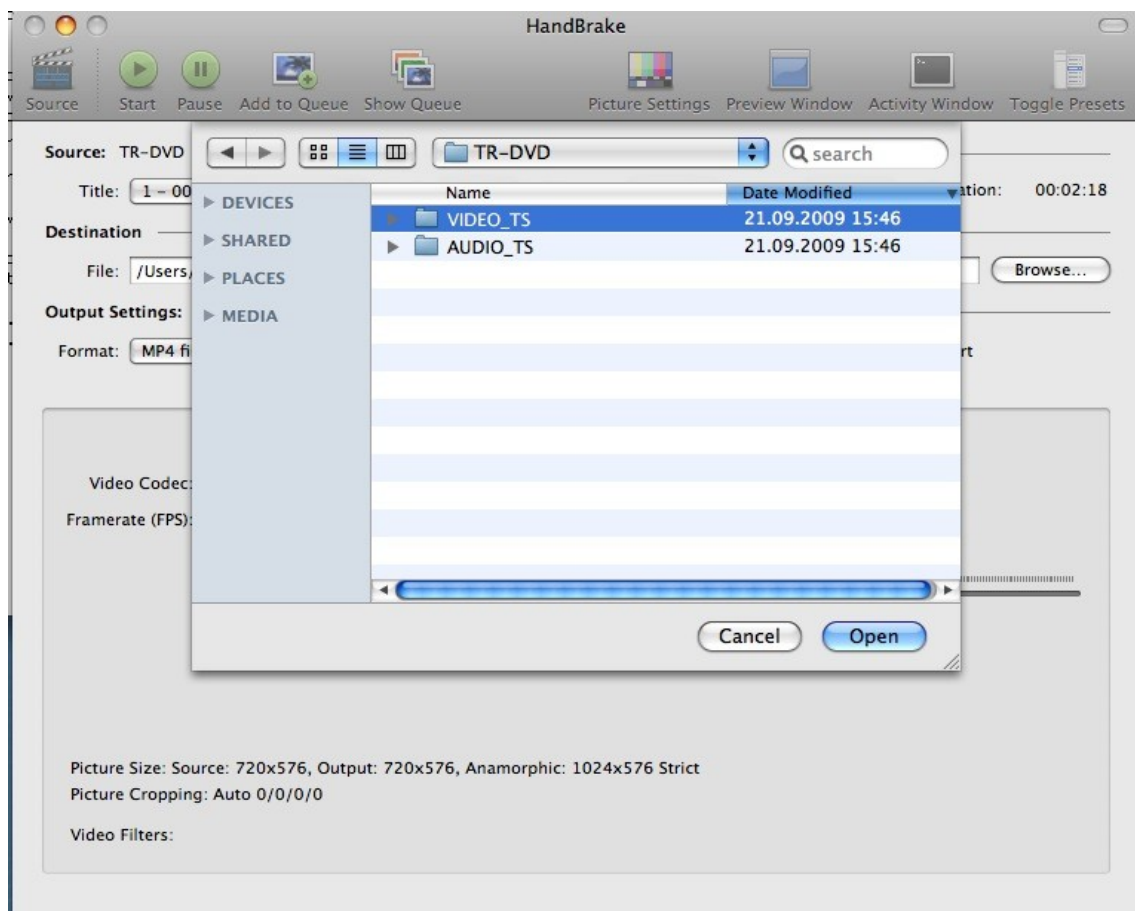 HandBrake
Source Start Pause Add to Queue Show Queue Picture Settings Preview Window Activity Window Toggle Presets
Source: TR-DVD
TR-DVD
search
Title: 1 - 00
ation: 00:02:18
DEVICES
SHARED
PLACES
MEDIA
Name Date Modified
VIDEO_TS 21.09.2009 15:46
AUDIO_TS 21.09.2009 15:46
Destination
File: /Users/
Browse...
Output Settings:
Format: MP4 fi
rt
Video Codec:
Framerate (FPS):
Cancel Open
Picture Size: Source: 720x576, Output: 720x576, Anamorphic: 1024x576 Strict
Picture Cropping: Auto 0/0/0/0
Video Filters: